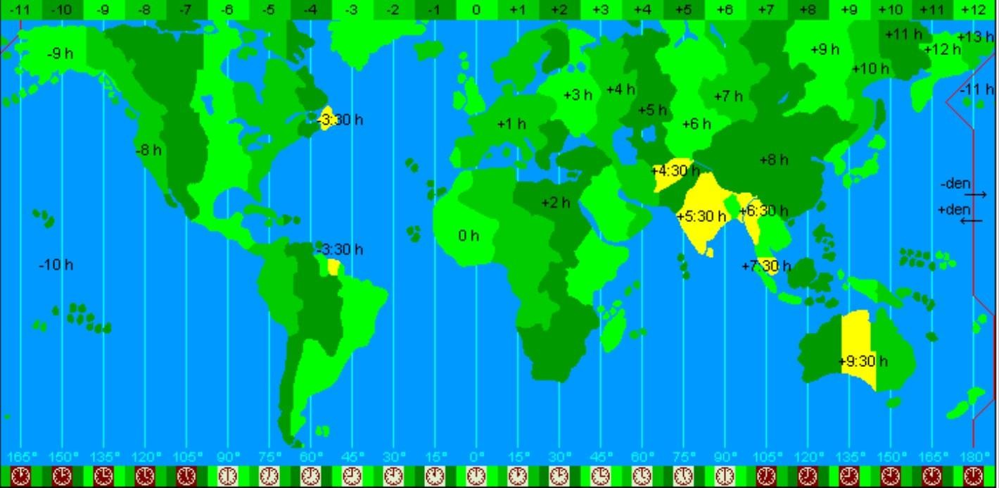 -11 -10 -9 -8 -7 -6 -5 -4 -3 -2 -1 0 +1 +2 +3 +4 +5 +6 +7 +8 +9 +10 +11 +12
+11 h +13 h
-9 h +9 h +12 h
+10 h
+3 h +4 h +7 h -11 h
+5 h
-3:30 h +1 h +6 h
-8 h +8 h
+4:30 h
-den
+2 h +5:30 h +6:30 h +den
0 h
-3:30 h
-10 h +7:30 h
+9:30 h
165° 150° 135° 120° 105° 90° 75° 60° 45° 30° 15° 0° 15° 30° 45° 60° 75° 90° 105° 120° 135° 150° 165° 180°